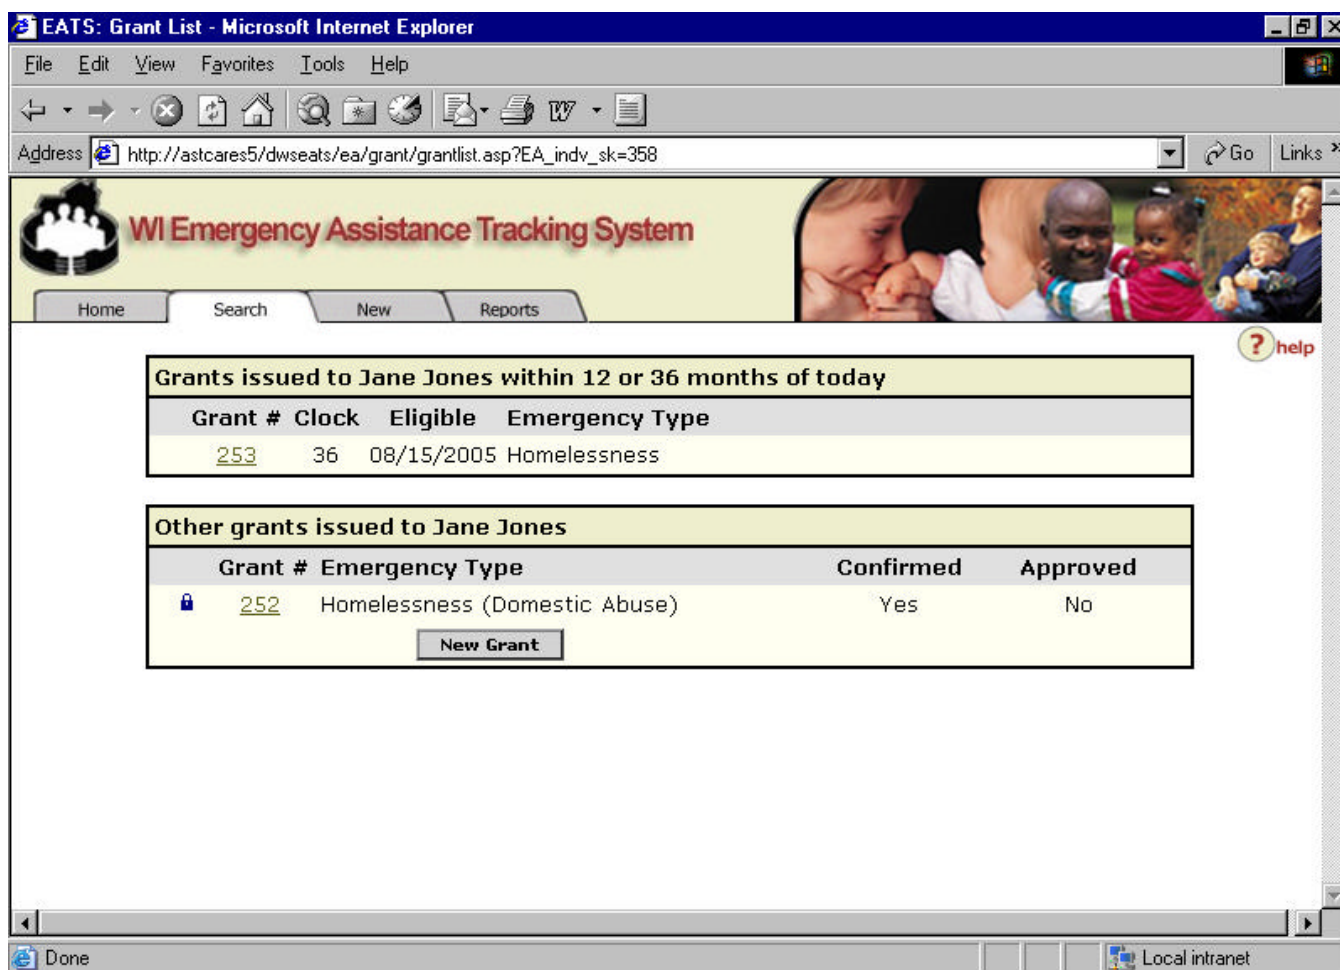 EATS: Grant List - Microsoft Internet Explorer
File Edit View Favorites Tools Help
Address http://astcares5/dwseats/ea/grant/grantlist.asp?EA_indv_sk=358 Go Links »
WI Emergency Assistance Tracking System
Home Search New Reports
? help
Grants issued to Jane Jones within 12 or 36 months of today
Grant # Clock Eligible Emergency Type
253 36 08/15/2005 Homelessness
Other grants issued to Jane Jones
Grant # Emergency Type Confirmed Approved
252 Homelessness (Domestic Abuse) Yes No
New Grant
Done Local intranet